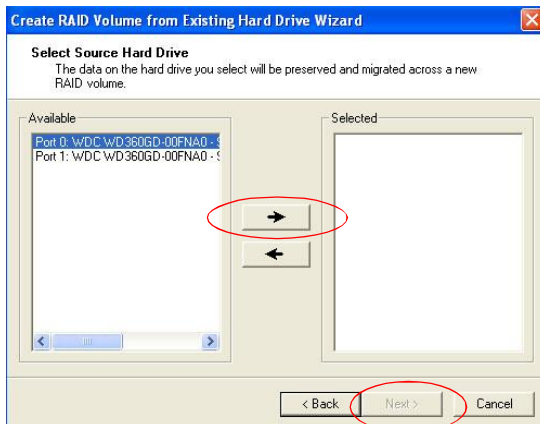 Create RAID Volume from Existing Hard Drive Wizard
Select Source Hard Drive
The data on the hard drive you select will be preserved and migrated across a new
RAID volume.
Available
Selected
Port 0: WDC WD360GD-00FNA0 - S
Port 1: WDC WD360GD-00FNA0 - S
< Back
Next >
Cancel